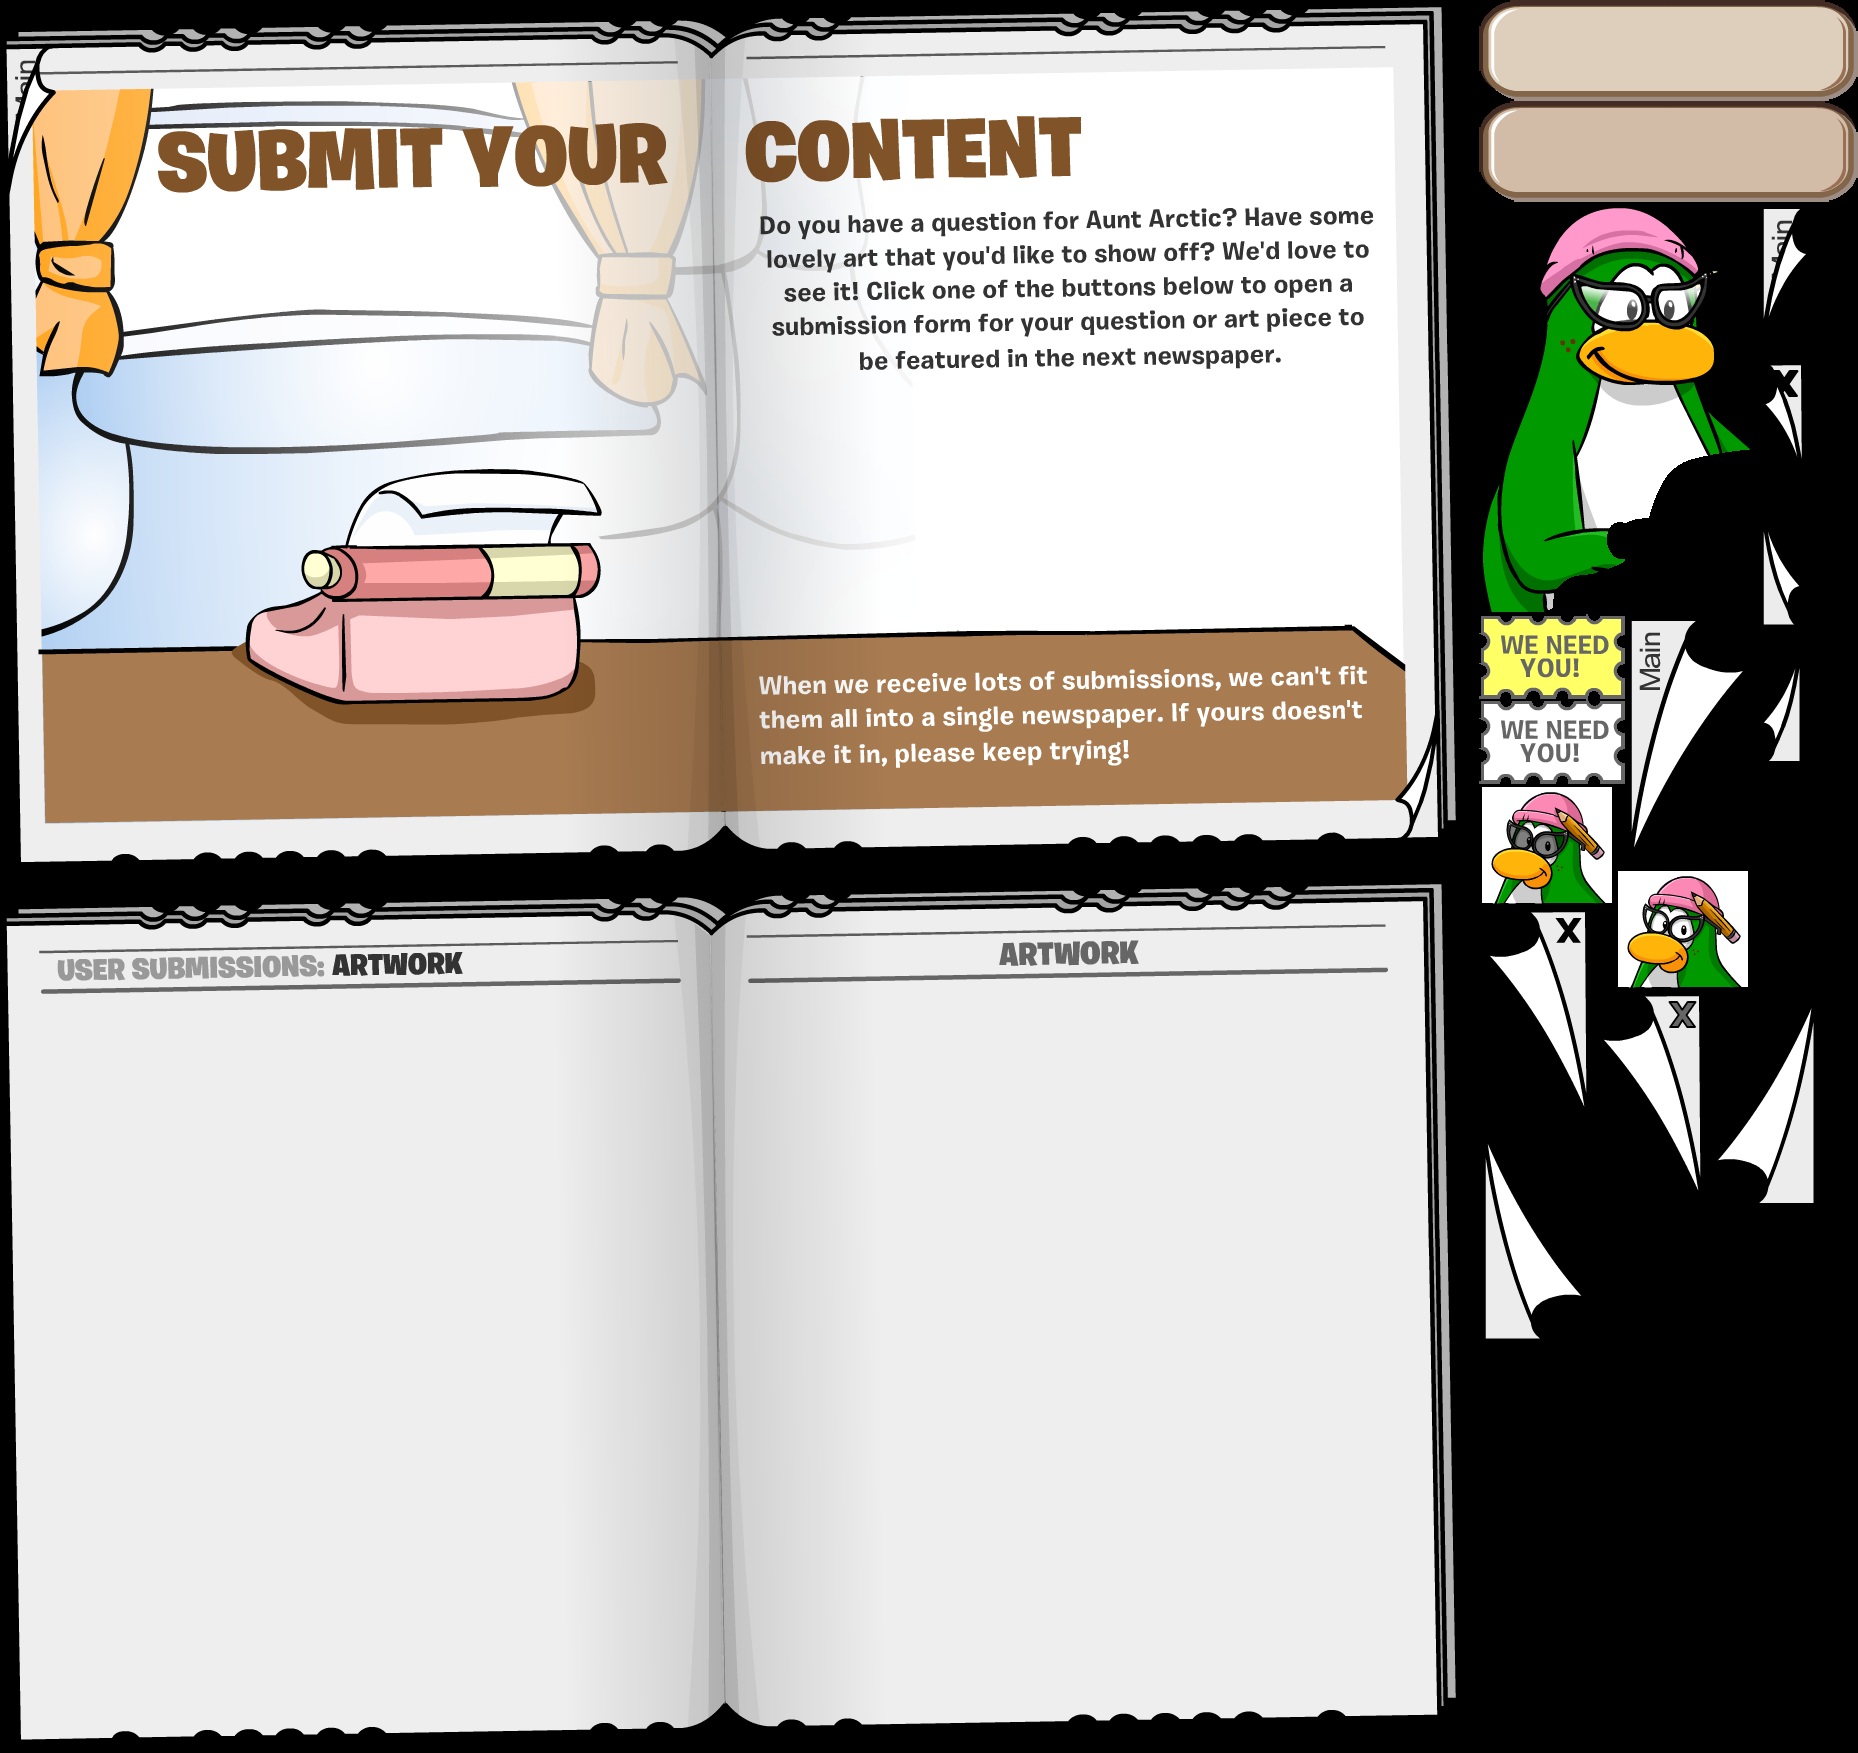 Main
SUBMIT YOUR CONTENT
Do you have a question for Aunt Arctic? Have some
lovely art that you'd like to show off? We'd love to
see it! Click one of the buttons below to open a
submission form for your question or art piece to
be featured in the next newspaper.
When we receive lots of submissions, we can't fit
them all into a single newspaper. If yours doesn't
make it in, please keep trying!
Main
X
WE NEED
YOU!
Main
WE NEED
YOU!
X
X
USER SUBMISSIONS: ARTWORK
ARTWORK